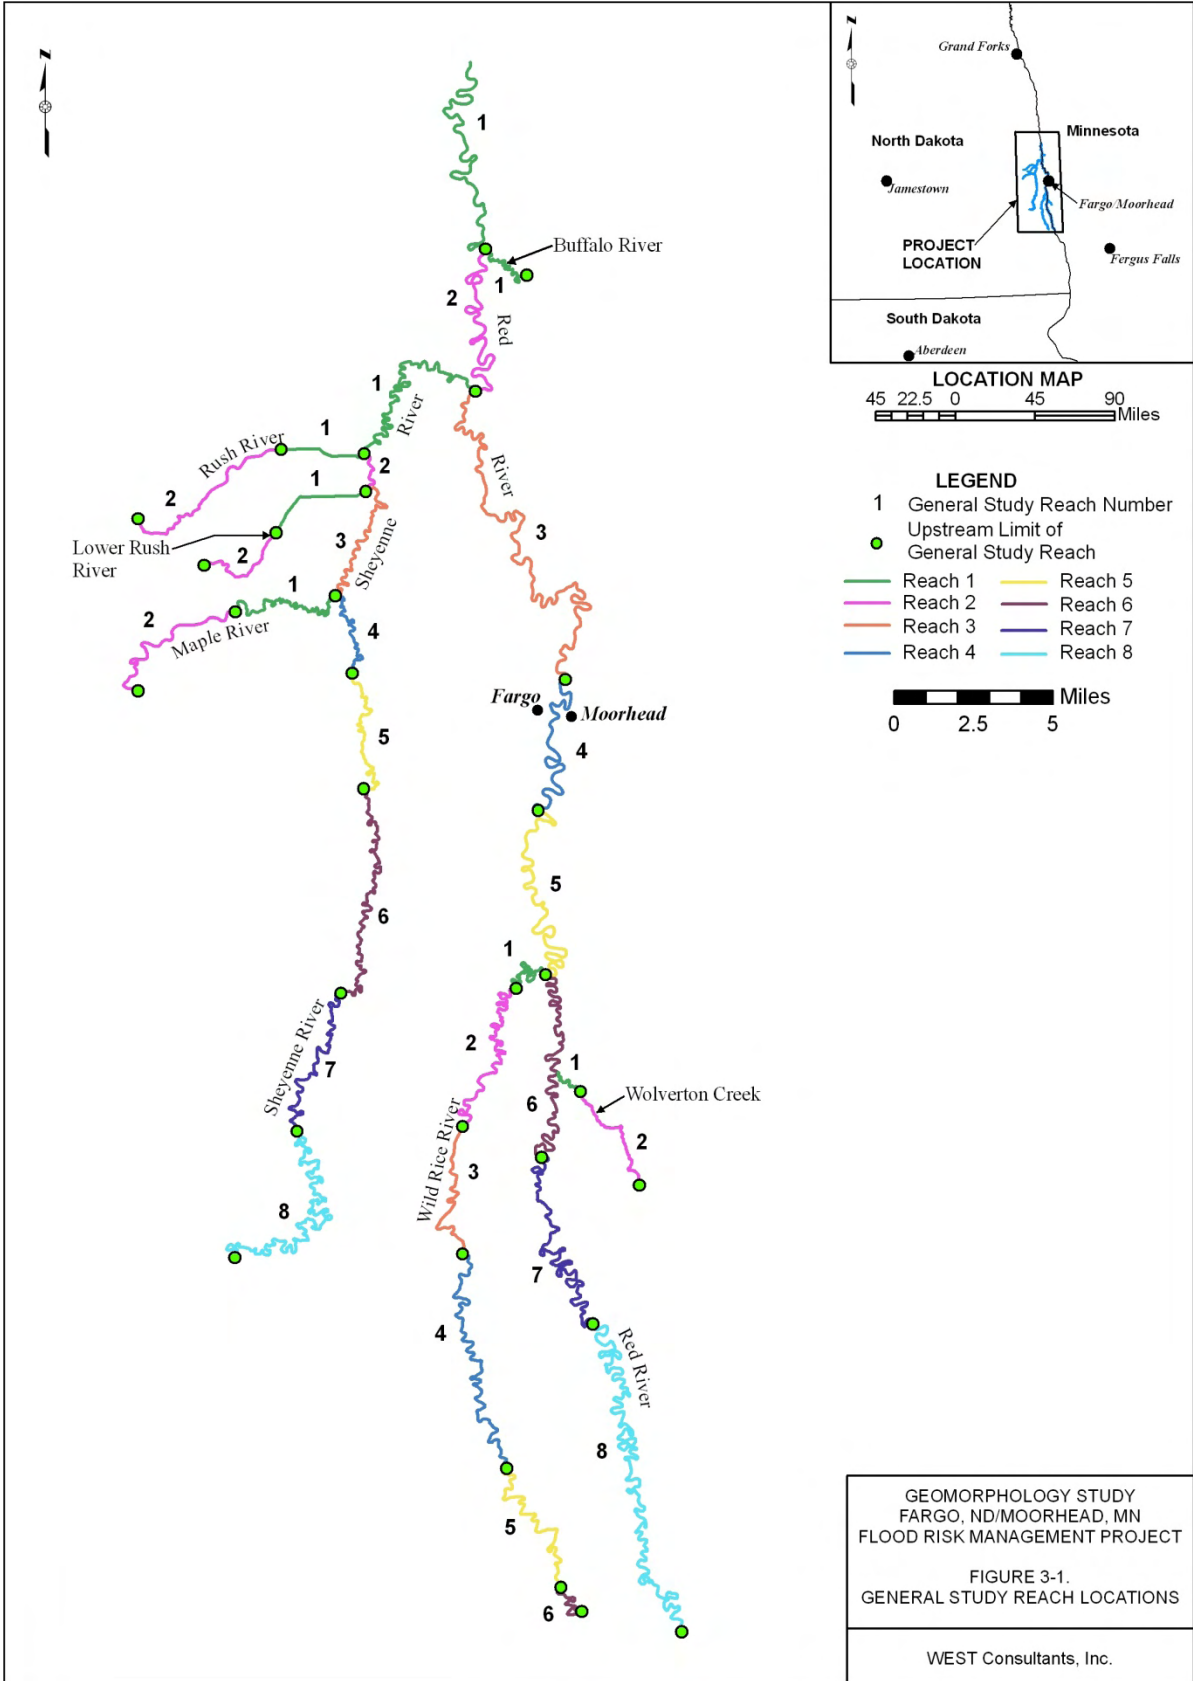 N
1
Buffalo River
1
2
Red
1
River
1
Rush River
2
1
2
River
3
Lower Rush
River
2
3
Sheyenne
1
2
Maple River
4
Fargo
Moorhead
5
4
5
6
1
2
Sheyenne River
7
1
Wolverton Creek
6
2
Wild Rice River
3
8
7
4
Red River
8
5
6
N
Grand Forks
North Dakota
Minnesota
Jamestown
Fargo/Moorhead
PROJECT
LOCATION
Fergus Falls
South Dakota
Aberdeen
LOCATION MAP
45 22.5 0 45 90
Miles
LEGEND
1 General Study Reach Number
Upstream Limit of
General Study Reach
Reach 1 Reach 5
Reach 2 Reach 6
Reach 3 Reach 7
Reach 4 Reach 8
Miles
0 2.5 5
GEOMORPHOLOGY STUDY
FARGO, ND/MOORHEAD, MN
FLOOD RISK MANAGEMENT PROJECT
FIGURE 3-1.
GENERAL STUDY REACH LOCATIONS
WEST Consultants, Inc.